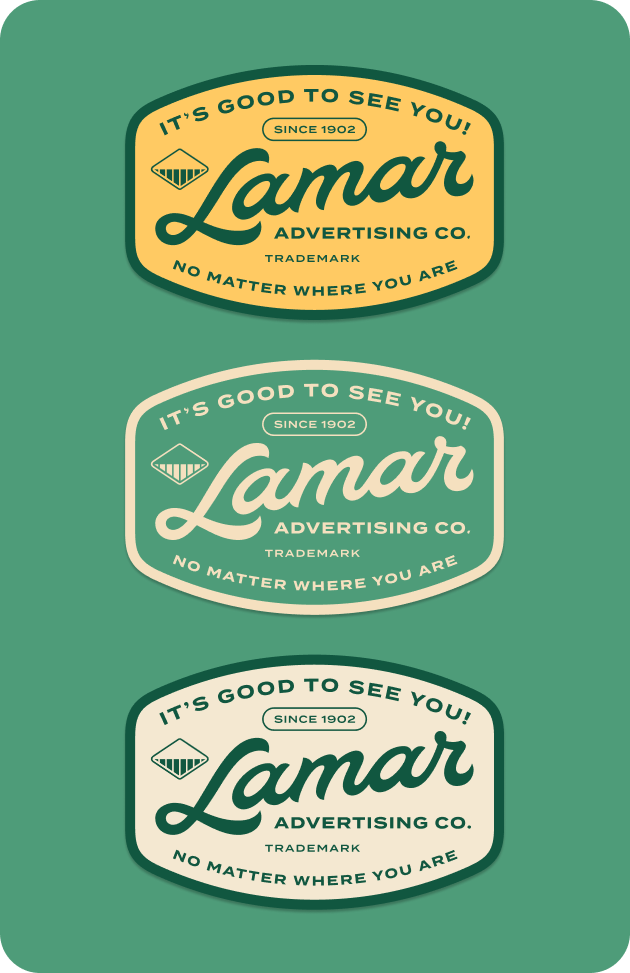 IT'S GOOD TO SEE YOU!
SINCE 1902
Lamar
ADVERTISING CO.
TRADEMARK
NO MATTER WHERE YOU ARE
IT'S GOOD TO SEE YOU!
SINCE 1902
Lamar
ADVERTISING CO.
TRADEMARK
NO MATTER WHERE YOU ARE
IT'S GOOD TO SEE YOU!
SINCE 1902
Lamar
ADVERTISING CO.
TRADEMARK
NO MATTER WHERE YOU ARE